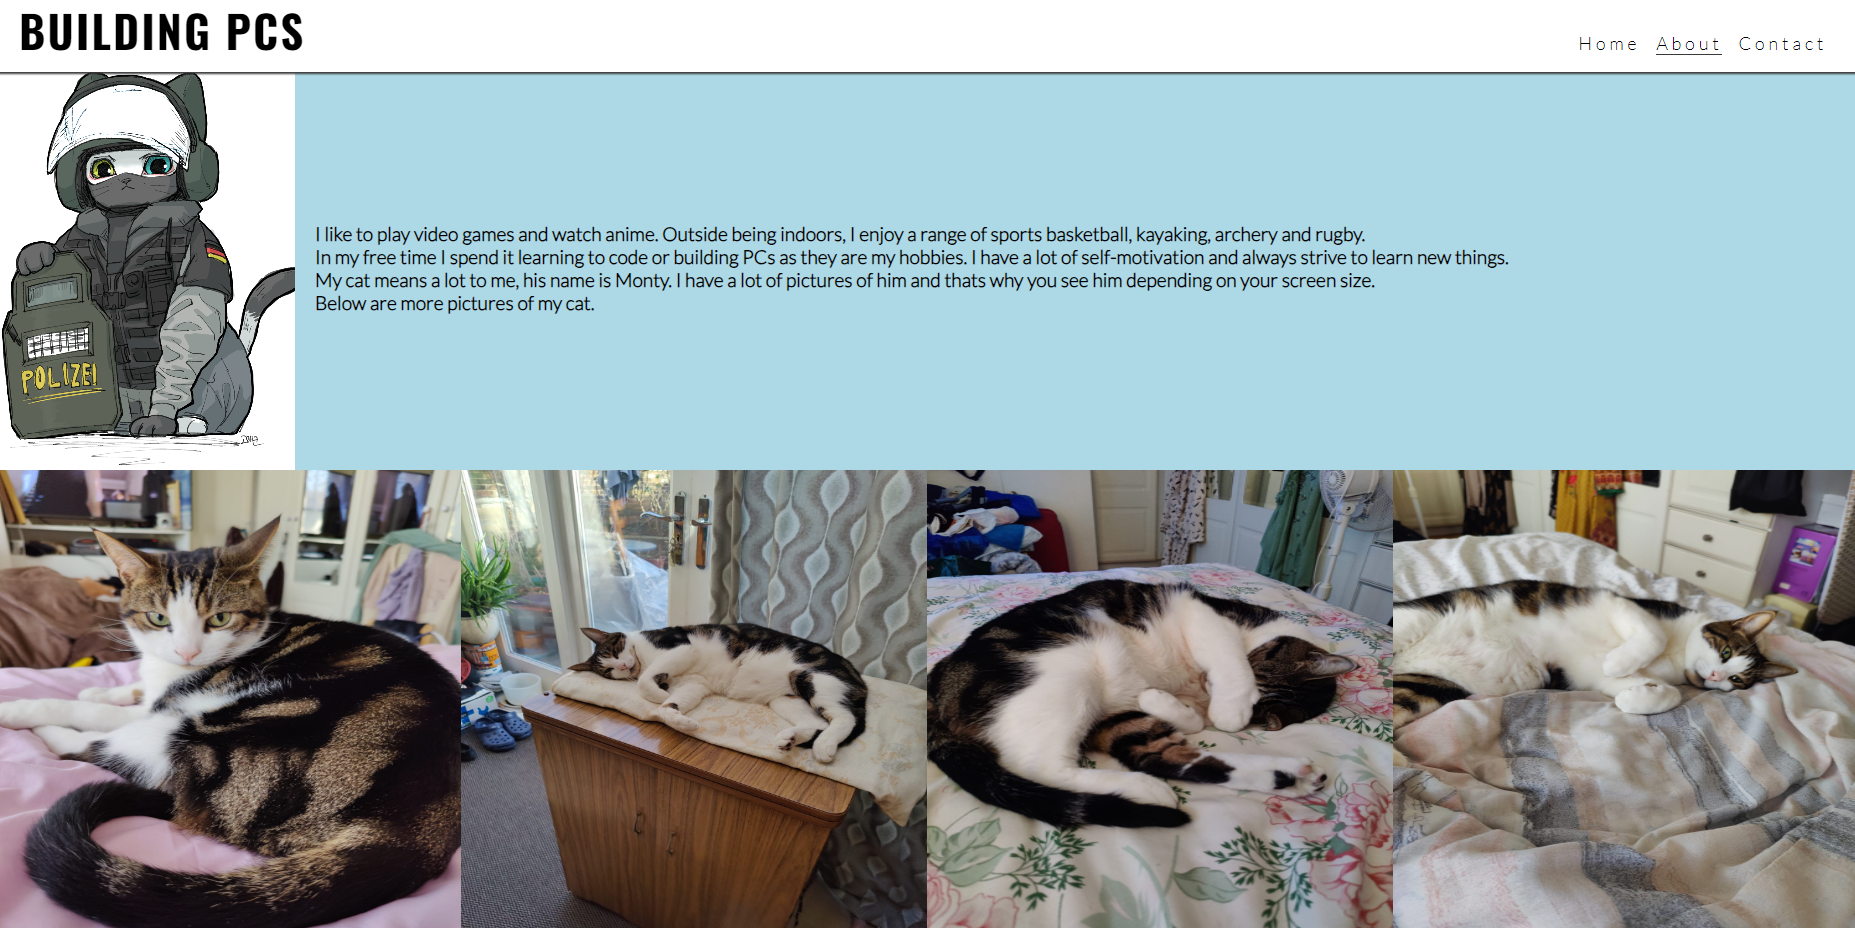 BUILDING PCS
Home About Contact
POLIZEI
I like to play video games and watch anime. Outside being indoors, I enjoy a range of sports basketball, kayaking, archery and rugby.
In my free time I spend it learning to code or building PCs as they are my hobbies. I have a lot of self-motivation and always strive to learn new things.
My cat means a lot to me, his name is Monty. I have a lot of pictures of him and thats why you see him depending on your screen size.
Below are more pictures of my cat.